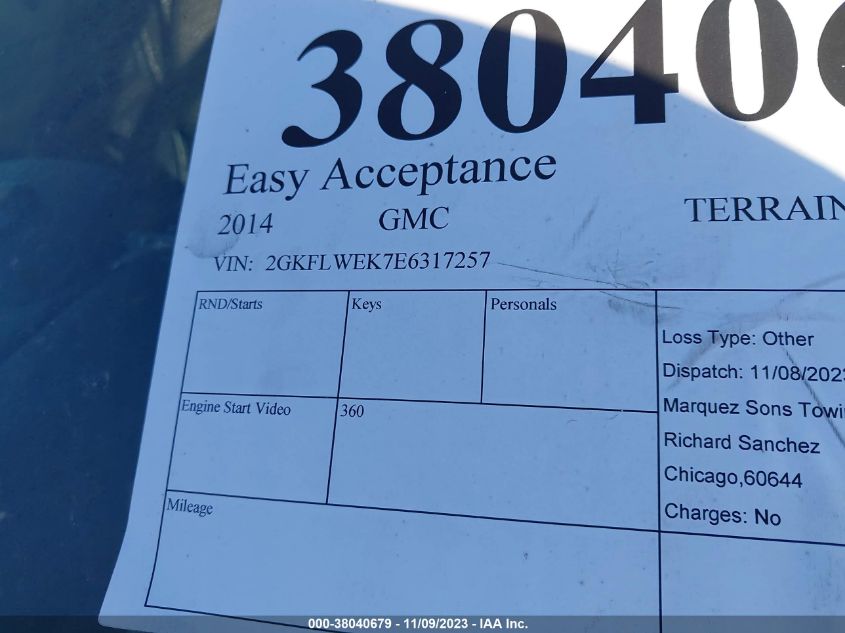 38040
Easy Acceptance
2014 GMC TERRAIN
VIN: 2GKFLWEK7E6317257
RND/Starts Keys Personals
Loss Type: Other
Dispatch: 11/08/202
Engine Start Video 360
Marquez Sons Towi
Richard Sanchez
Chicago,60644
Charges: No
Mileage
000-38040679 - 11/09/2023 - IAA Inc.